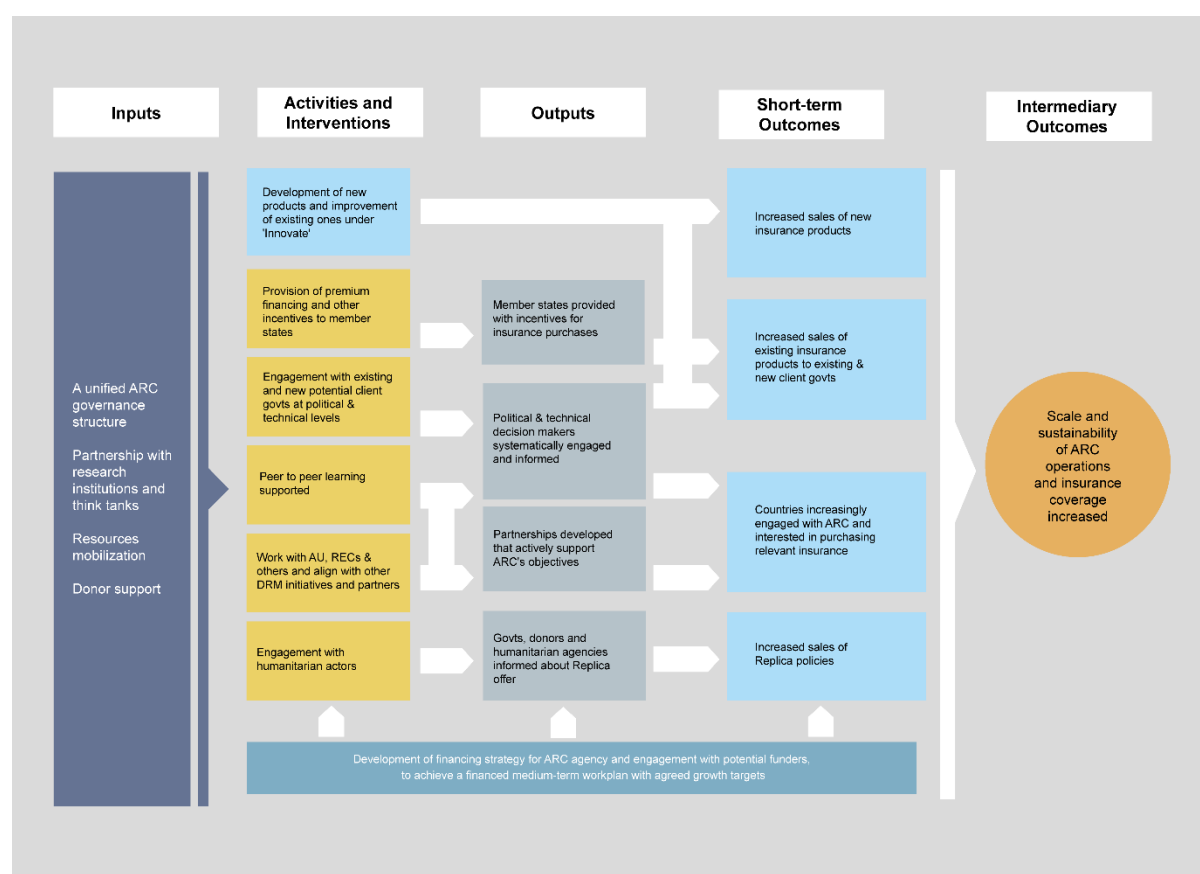 Inputs
Activities and
Interventions
Outputs
Short-term
Outcomes
Intermediary
Outcomes
A unified ARC
governance
structure
Partnership with
research
institutions and
think tanks
Resources
mobilization
Donor support
Development of new
products and improvement
of existing ones under
'Innovate'
Provision of premium
financing and other
incentives to member
states
Engagement with existing
and new potential client
govts at political &
technical levels
Peer to peer learning
supported
Work with AU, RECs &
others and align with other
DRM initiatives and partners
Engagement with
humanitarian actors
Member states provided
with incentives for
insurance purchases
Political & technical
decision makers
systematically engaged
and informed
Partnerships developed
that actively support
ARC's objectives
Govts, donors and
humanitarian agencies
informed about Replica
offer
Increased sales of new
insurance products
Increased sales of
existing insurance
products to existing &
new client govts
Countries increasingly
engaged with ARC and
interested in purchasing
relevant insurance
Increased sales of
Replica policies
Scale and
sustainability
of ARC
operations
and insurance
coverage
increased
Development of financing strategy for ARC agency and engagement with potential funders,
to achieve a financed medium-term workplan with agreed growth targets